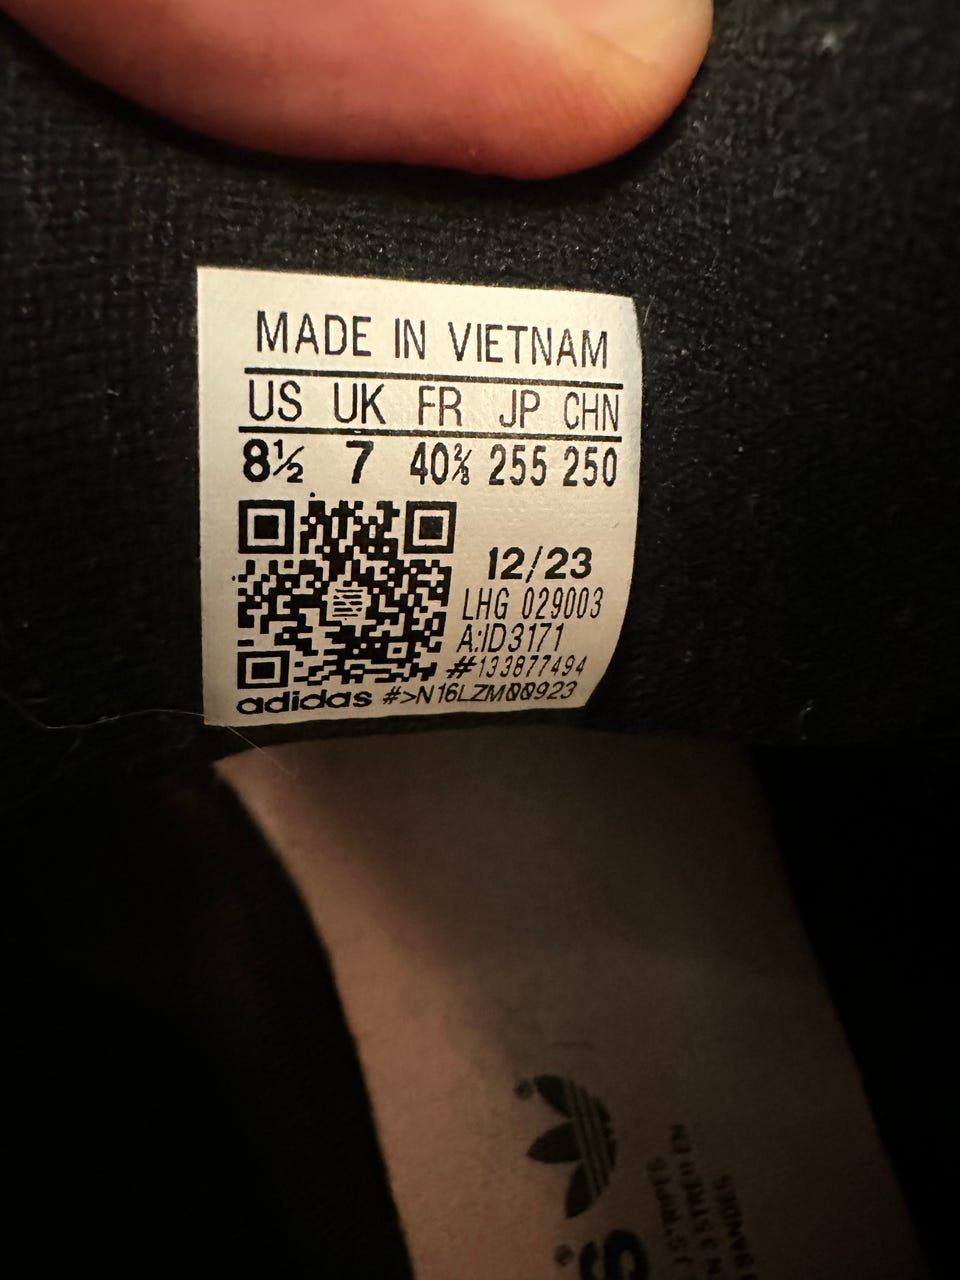 MADE IN VIETNAM
US UK FR JP CHN
8½ 7 40⅔ 255 250
12/23
LHG 029003
A:ID3171
#133877494
adidas #>N16LZM00923